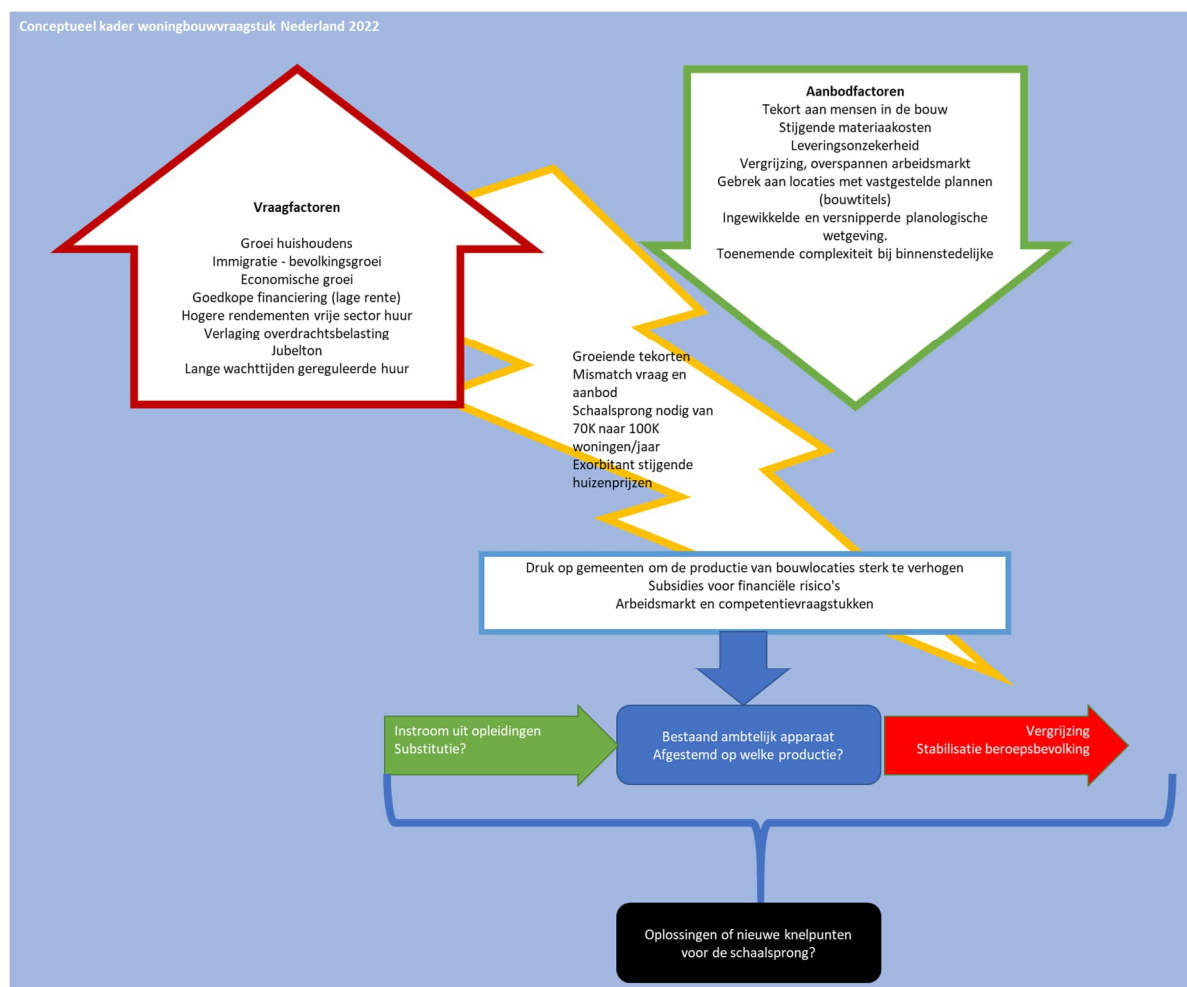 Conceptueel kader woningbouwvraagstuk Nederland 2022
Vraagfactoren
Groei huishoudens
Immigratie - bevolkingsgroei
Economische groei
Goedkope financiering (lage rente)
Hogere rendementen vrije sector huur
Verlaging overdrachtsbelasting
Jubelton
Lange wachttijden gereguleerde huur
Aanbodfactoren
Tekort aan mensen in de bouw
Stijgende materiaakosten
Leveringsonzekerheid
Vergrijzing, overspannen arbeidsmarkt
Gebrek aan locaties met vastgestelde plannen
(bouwtitels)
Ingewikkelde en versnipperde planologische
wetgeving.
Toenemende complexiteit bij binnenstedelijke
Groeiende tekorten
Mismatch vraag en
aanbod
Schaalsprong nodig van
70K naar 100K
woningen/jaar
Exorbitant stijgende
huizenprijzen
Druk op gemeenten om de productie van bouwlocaties sterk te verhogen
Subsidies voor financiële risico's
Arbeidsmarkt en competentievraagstukken
Instroom uit opleidingen
Substitutie?
Bestaand ambtelijk apparaat
Afgestemd op welke productie?
Vergrijzing
Stabilisatie beroepsbevolking
Oplossingen of nieuwe knelpunten
voor de schaalsprong?